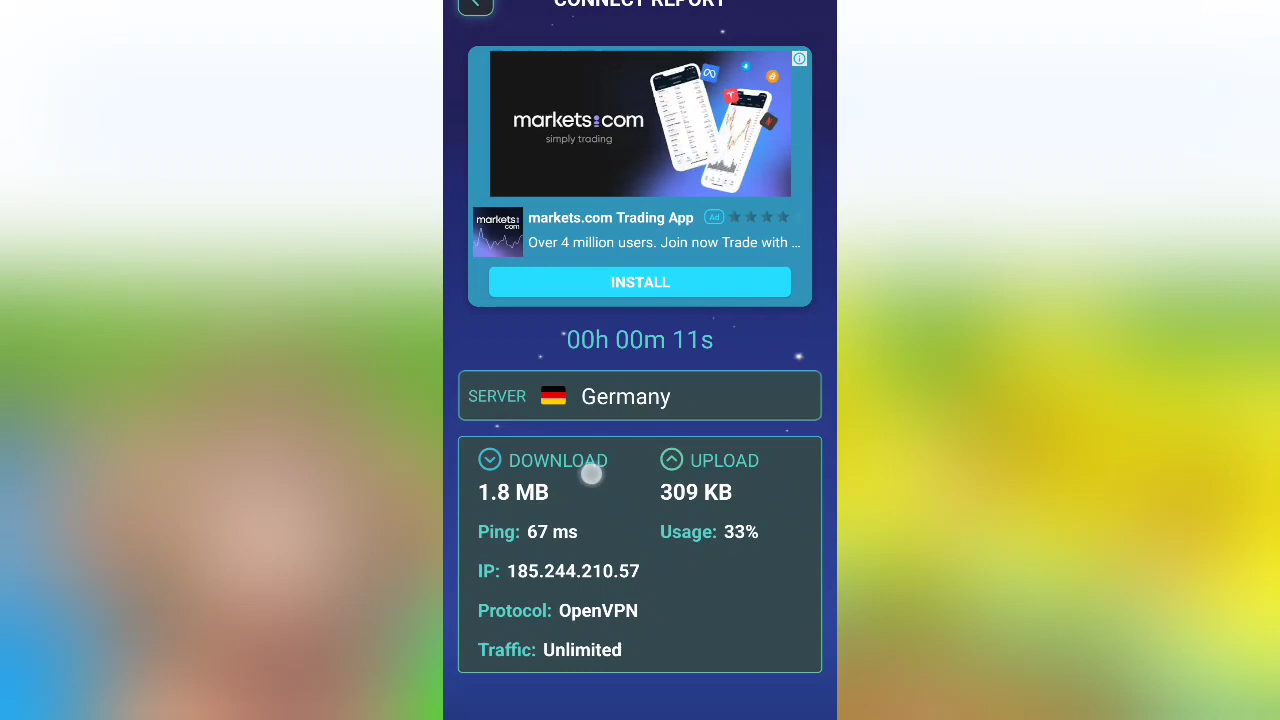 CONNECT REPORT
markets.com
simply trading
markets.com
markets.com Trading App Ad
Over 4 million users. Join now Trade with ...
INSTALL
00h 00m 11s
SERVER Germany
DOWNLOAD UPLOAD
1.8 MB 309 KB
Ping: 67 ms Usage: 33%
IP: 185.244.210.57
Protocol: OpenVPN
Traffic: Unlimited